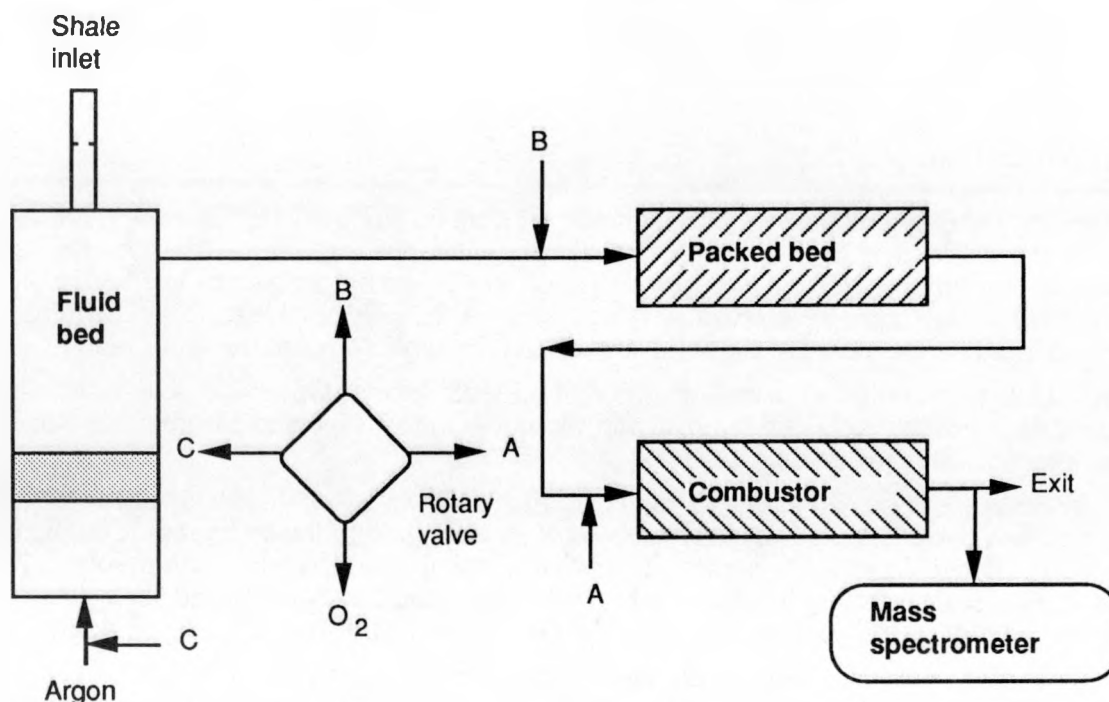 Shale
inlet
B
Packed bed
Fluid
bed
B
C
A
Rotary
valve
O2
Combustor
Exit
A
C
Argon
Mass
spectrometer